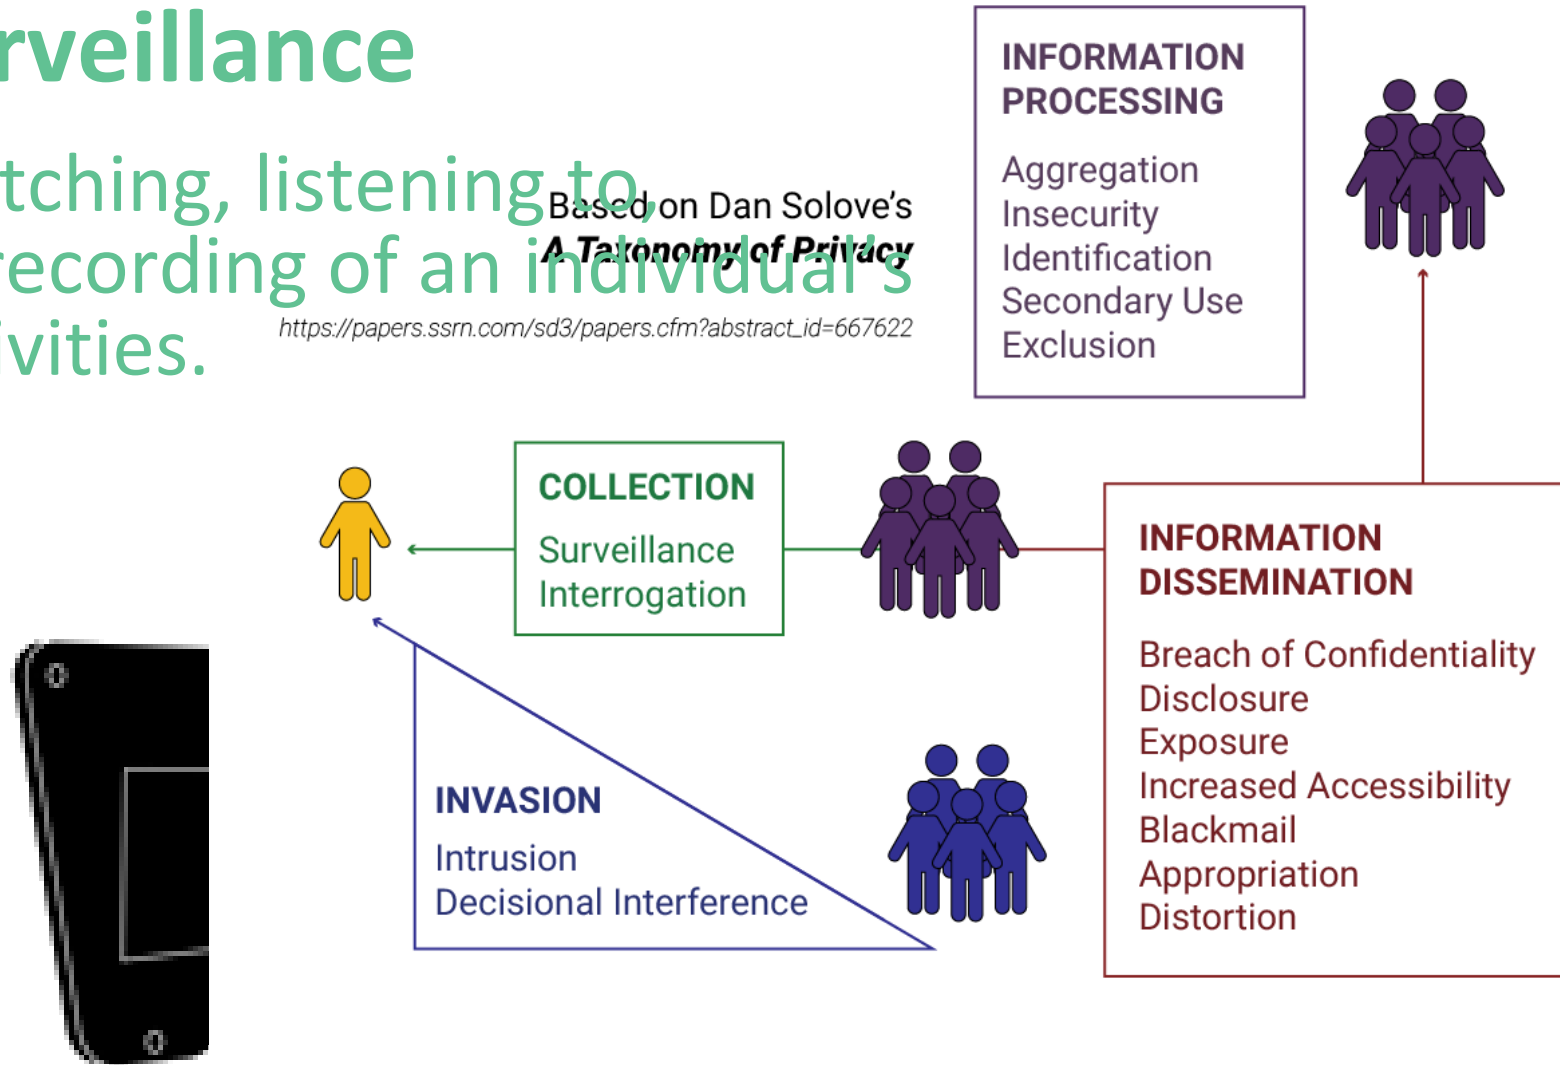 rveillance
tching, listening to,
recording of an individual's
ivities.
Based on Dan Solove's
A Taxonomy of Privacy
https://papers.ssrn.com/sd3/papers.cfm?abstract_id=667622
INFORMATION
PROCESSING
Aggregation
Insecurity
Identification
Secondary Use
Exclusion
COLLECTION
Surveillance
Interrogation
INFORMATION
DISSEMINATION
Breach of Confidentiality
Disclosure
Exposure
Increased Accessibility
Blackmail
Appropriation
Distortion
INVASION
Intrusion
Decisional Interference